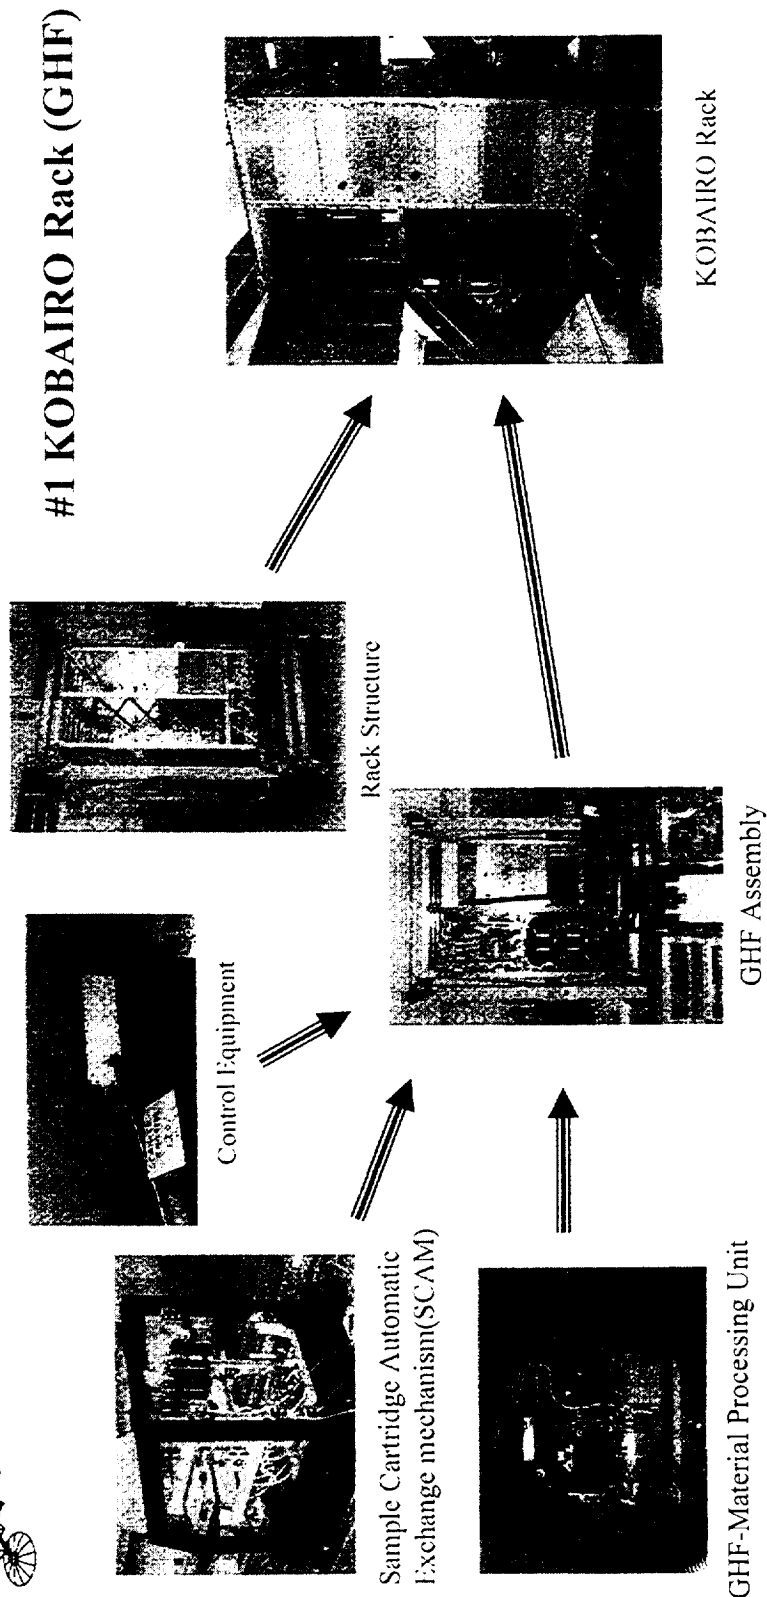 #1 KOBAIRO Rack (GHF)
Sample Cartridge Automatic
Exchange mechanism(SCAM)
GHF-Material Processing Unit
Control Equipment
Rack Structure
GHF Assembly
KOBAIRO Rack